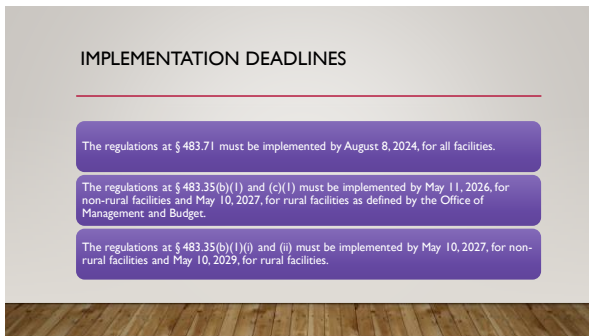 IMPLEMENTATION DEADLINES
The regulations at § 483.71 must be implemented by August 8, 2024, for all facilities.
The regulations at § 483.35(b)(1) and (c)(1) must be implemented by May 11, 2026, for
non-rural facilities and May 10, 2027, for rural facilities as defined by the Office of
Management and Budget.
The regulations at § 483.35(b)(1)(i) and (ii) must be implemented by May 10, 2027, for non-
rural facilities and May 10, 2029, for rural facilities.